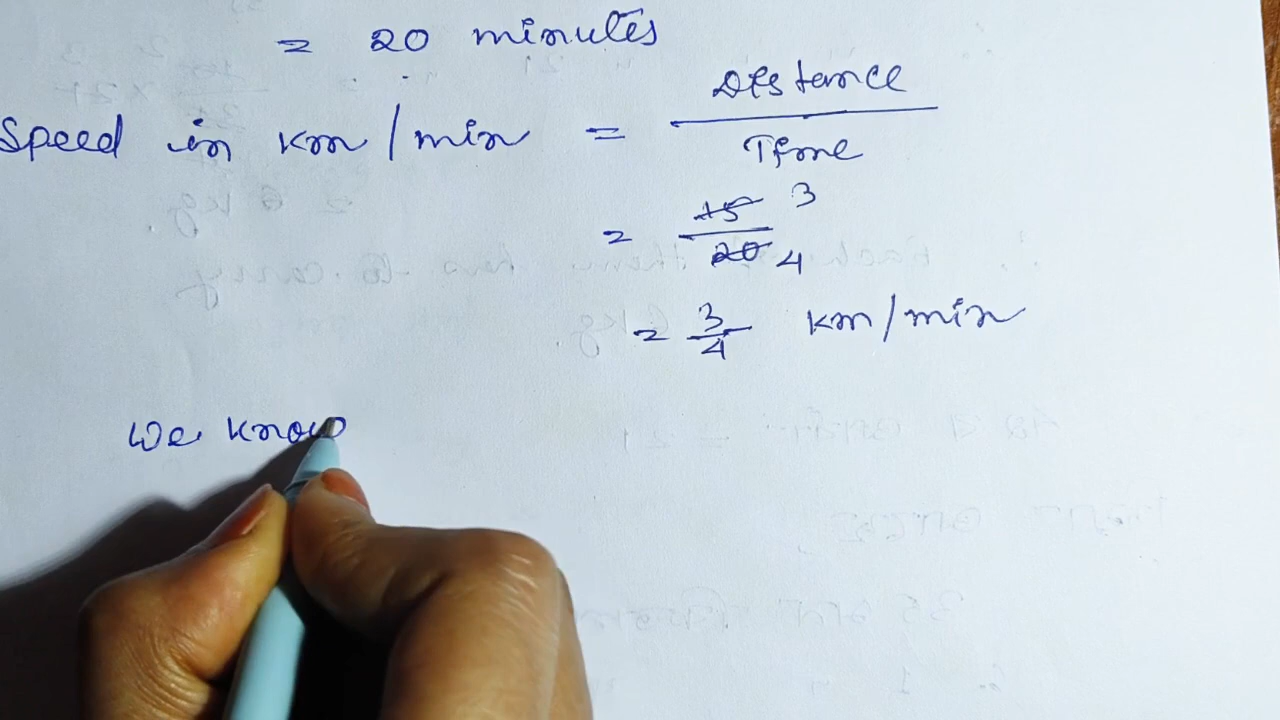 = 20 minutes
Speed in km/min = Distance
Time
= 15 3
20 4
= 3/4 km/min
We know